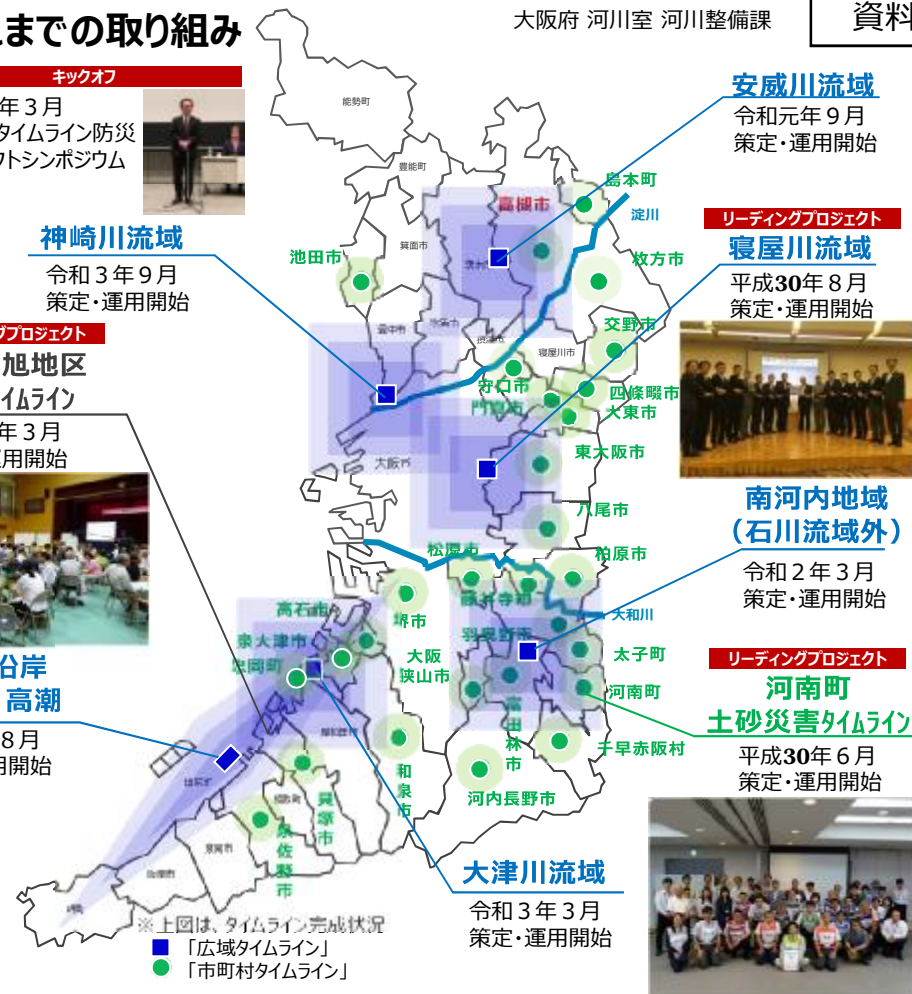 までの取り組み
大阪府 河川室 河川整備課
資料
キックオフ
年３月
タイムライン防災
クトシンポジウム
安威川流域
令和元年９月
策定・運用開始
神崎川流域
令和３年９月
策定・運用開始
リーディングプロジェクト
寝屋川流域
平成30年８月
策定・運用開始
グプロジェクト
旭地区
イムライン
年３月
用開始
南河内地域
（石川流域外）
令和２年３月
策定・運用開始
沿岸
高潮
８月
用開始
リーディングプロジェクト
河南町
土砂災害タイムライン
平成30年６月
策定・運用開始
大津川流域
令和３年３月
策定・運用開始
能勢町
豊能町
島本町
高槻市
淀川
箕面市
池田市
枚方市
豊中市
交野市
寝屋川市
守口市
門真市
四條畷市
大東市
大阪市
東大阪市
八尾市
松原市
柏原市
藤井寺市
大和川
高石市
堺市
羽曳野市
泉大津市
忠岡町
大阪
狭山市
太子町
河南町
富田林市
千早赤阪村
和泉市
河内長野市
貝塚市
泉佐野市
※上図は、タイムライン完成状況
「広域タイムライン」
「市町村タイムライン」